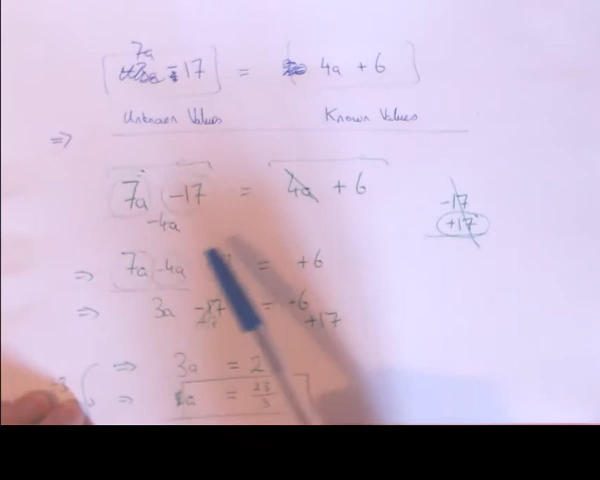 7a
-17 = 4a + 6
Unknown Values Known Values
⇒
7a -17 = 4a + 6
-4a
-17
+17
⇒ 7a -4a = +6
⇒ 3a -17 = -6
+17
⇒ 3a = 2
⇒ a = 23/3